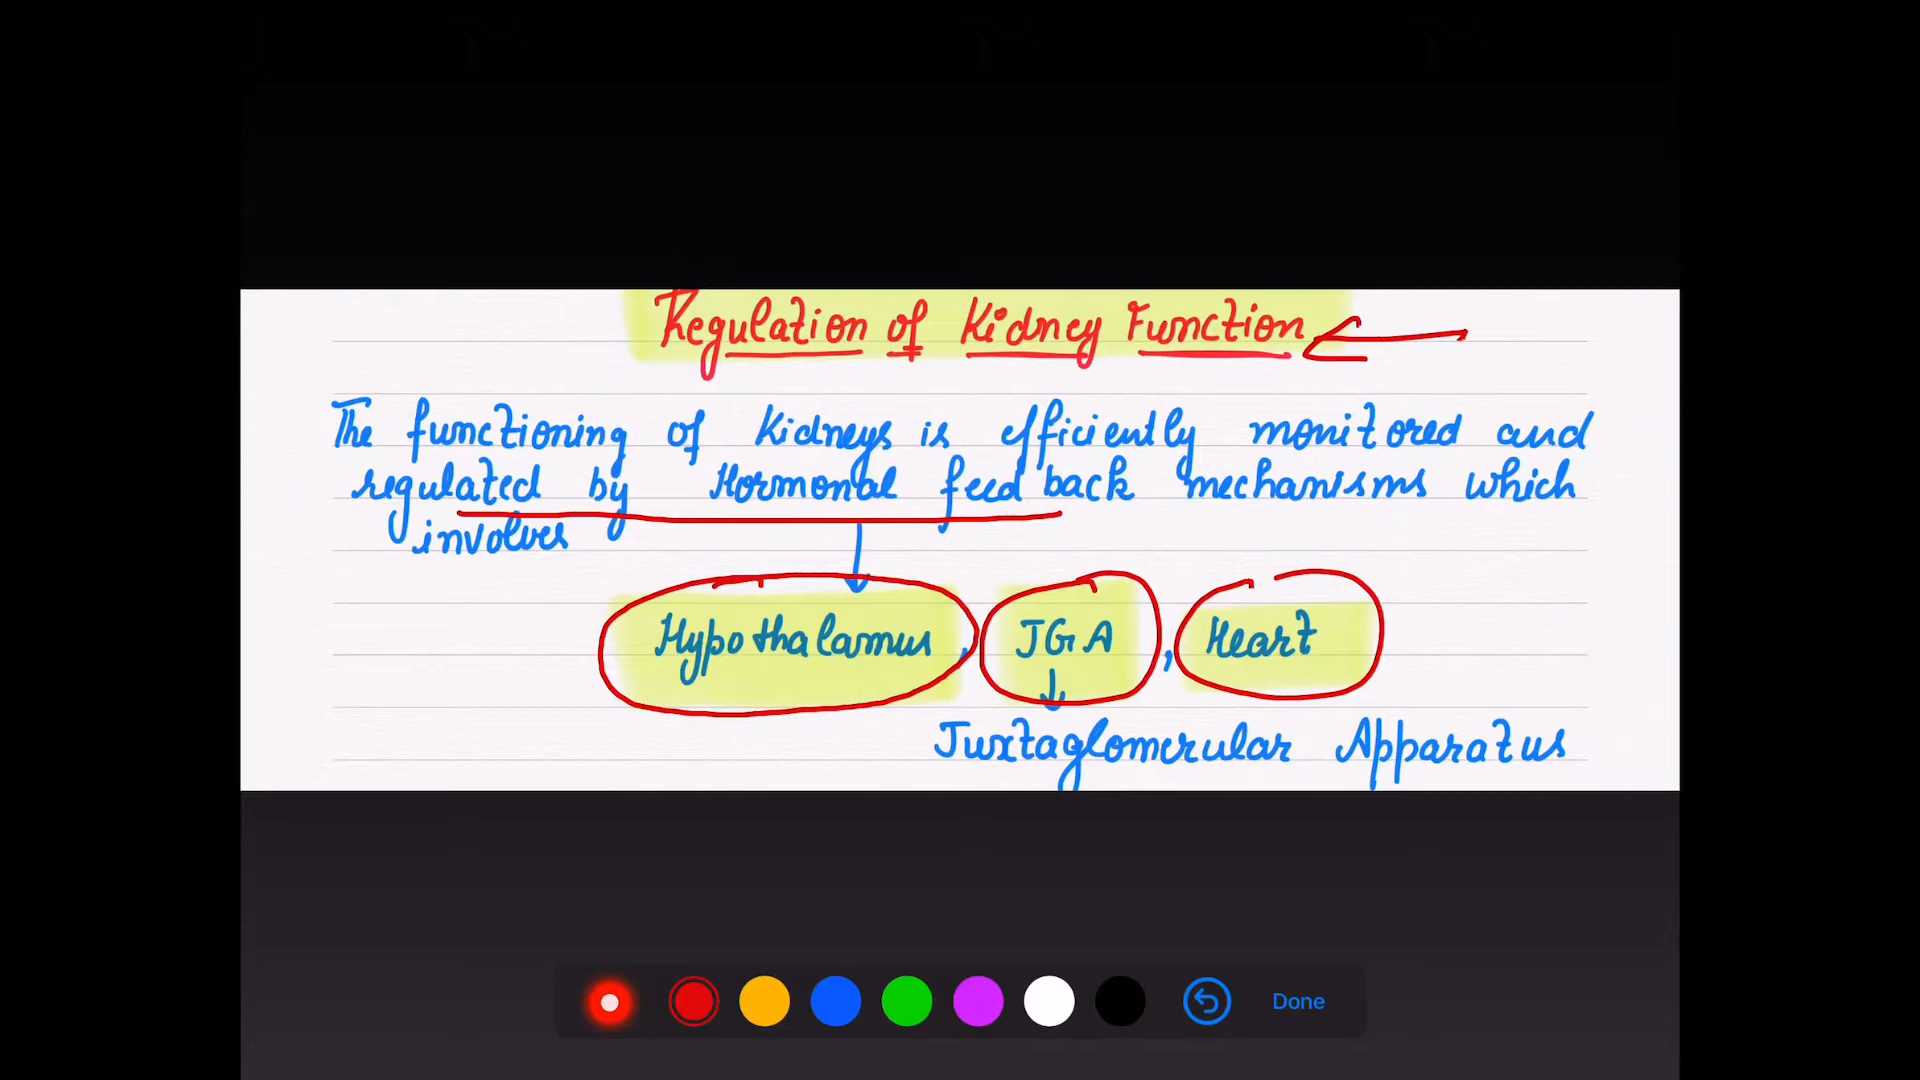 Regulation of Kidney Function
The functioning of Kidneys is efficiently monitored and
regulated by Hormonal feed back mechanisms which
involves
Hypothalamus, JGA, Heart
Juxtaglomerular Apparatus
Done